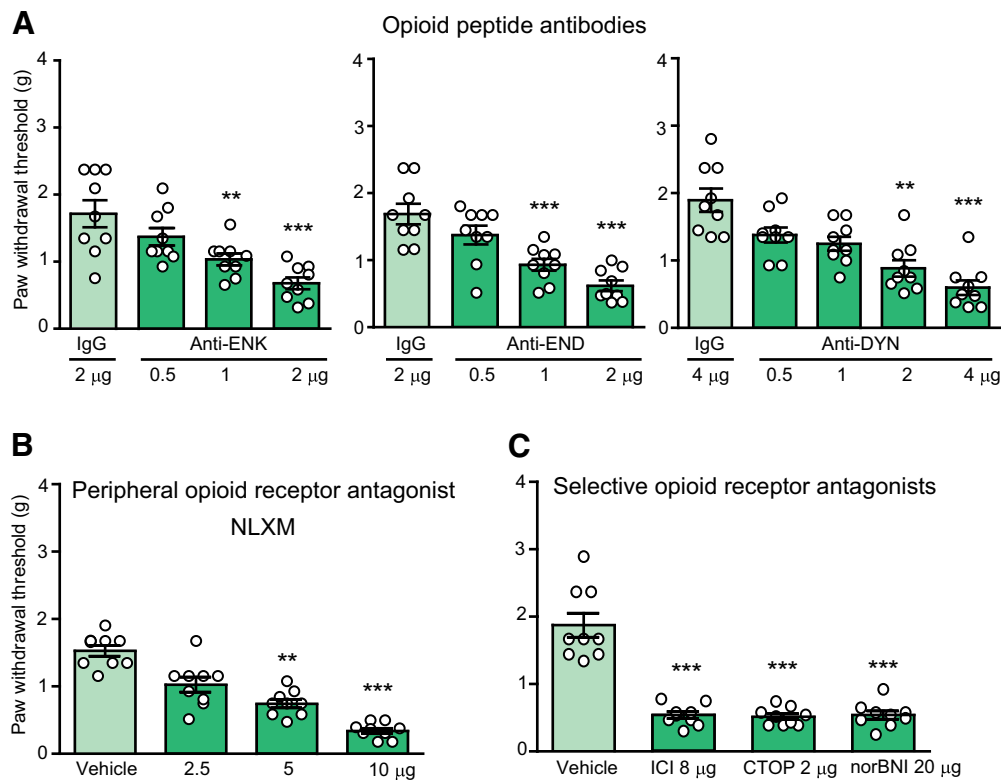 A
Opioid peptide antibodies
Paw withdrawal threshold (g)
4
3
2
1
0
**
***
IgG
Anti-ENK
2 μg
0.5
1
2 μg
4
3
2
1
0
***
***
IgG
Anti-END
2 μg
0.5
1
2 μg
4
3
2
1
0
**
***
IgG
Anti-DYN
4 μg
0.5
1
2
4 μg
B
Peripheral opioid receptor antagonist
NLXM
Paw withdrawal threshold (g)
4
3
2
1
0
**
***
Vehicle
2.5
5
10 μg
C
Selective opioid receptor antagonists
4
3
2
1
0
***
***
***
Vehicle
ICI 8 μg
CTOP 2 μg
norBNI 20 μg